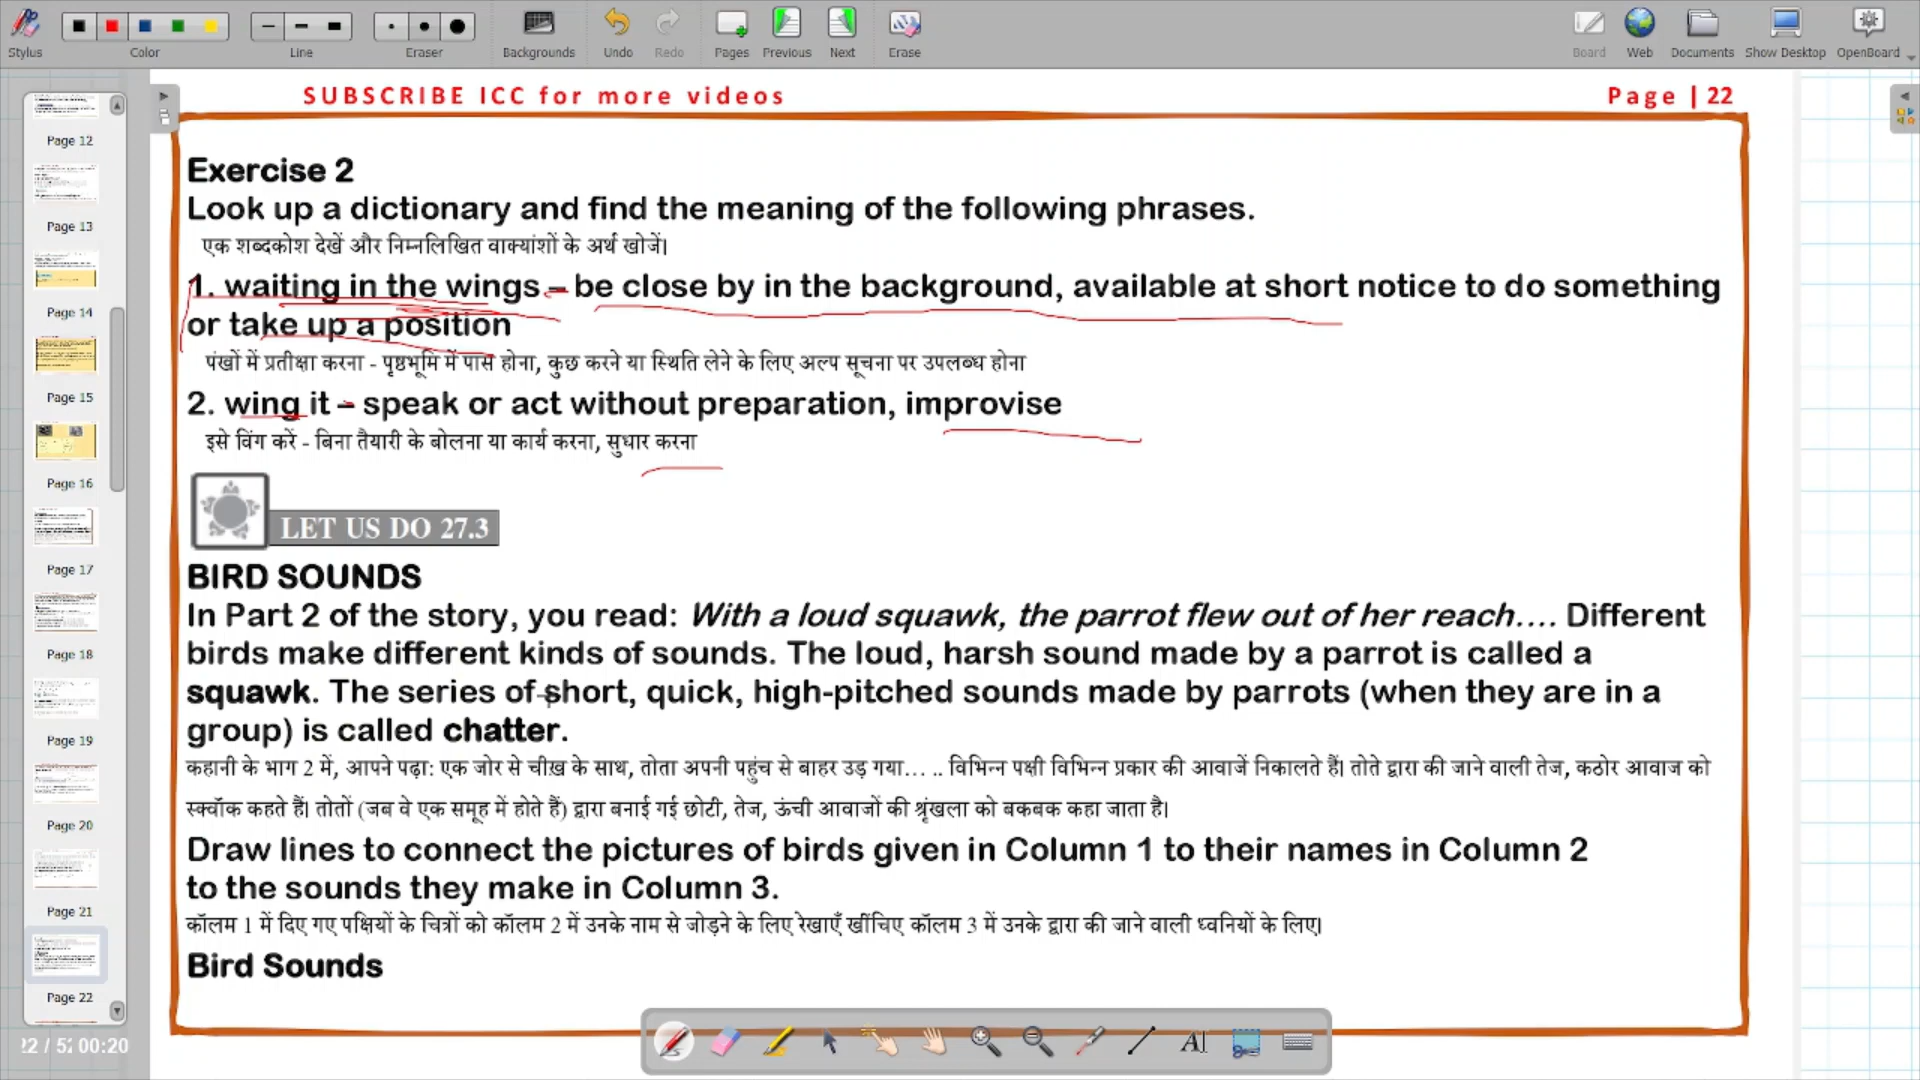 Stylus
Color
Line
Eraser
Backgrounds
Undo
Redo
Pages
Previous
Next
Erase
Board
Web
Documents
Show Desktop
OpenBoard
SUBSCRIBE ICC for more videos
Page | 22
Page 12
Page 13
Page 14
Page 15
Page 16
Page 17
Page 18
Page 19
Page 20
Page 21
Page 22
00:20
Exercise 2
Look up a dictionary and find the meaning of the following phrases.
एक शब्दकोश देखें और निम्नलिखित वाक्यांशों के अर्थ खोजें।
1. waiting in the wings – be close by in the background, available at short notice to do something
or take up a position
पंखों में प्रतीक्षा करना - पृष्ठभूमि में पास होना, कुछ करने या स्थिति लेने के लिए अल्प सूचना पर उपलब्ध होना
2. wing it – speak or act without preparation, improvise
इसे विंग करें - बिना तैयारी के बोलना या कार्य करना, सुधार करना
LET US DO 27.3
BIRD SOUNDS
In Part 2 of the story, you read: With a loud squawk, the parrot flew out of her reach.... Different
birds make different kinds of sounds. The loud, harsh sound made by a parrot is called a
squawk. The series of short, quick, high-pitched sounds made by parrots (when they are in a
group) is called chatter.
कहानी के भाग 2 में, आपने पढ़ा: एक जोर से चीख़ के साथ, तोता अपनी पहुंच से बाहर उड़ गया... .. विभिन्न पक्षी विभिन्न प्रकार की आवाजें निकालते हैं। तोते द्वारा की जाने वाली तेज, कठोर आवाज को
स्क्वॉक कहते हैं। तोतों (जब वे एक समूह में होते हैं) द्वारा बनाई गई छोटी, तेज, ऊंची आवाजों की श्रृंखला को बकबक कहा जाता है।
Draw lines to connect the pictures of birds given in Column 1 to their names in Column 2
to the sounds they make in Column 3.
कॉलम 1 में दिए गए पक्षियों के चित्रों को कॉलम 2 में उनके नाम से जोड़ने के लिए रेखाएँ खींचिए कॉलम 3 में उनके द्वारा की जाने वाली ध्वनियों के लिए।
Bird Sounds